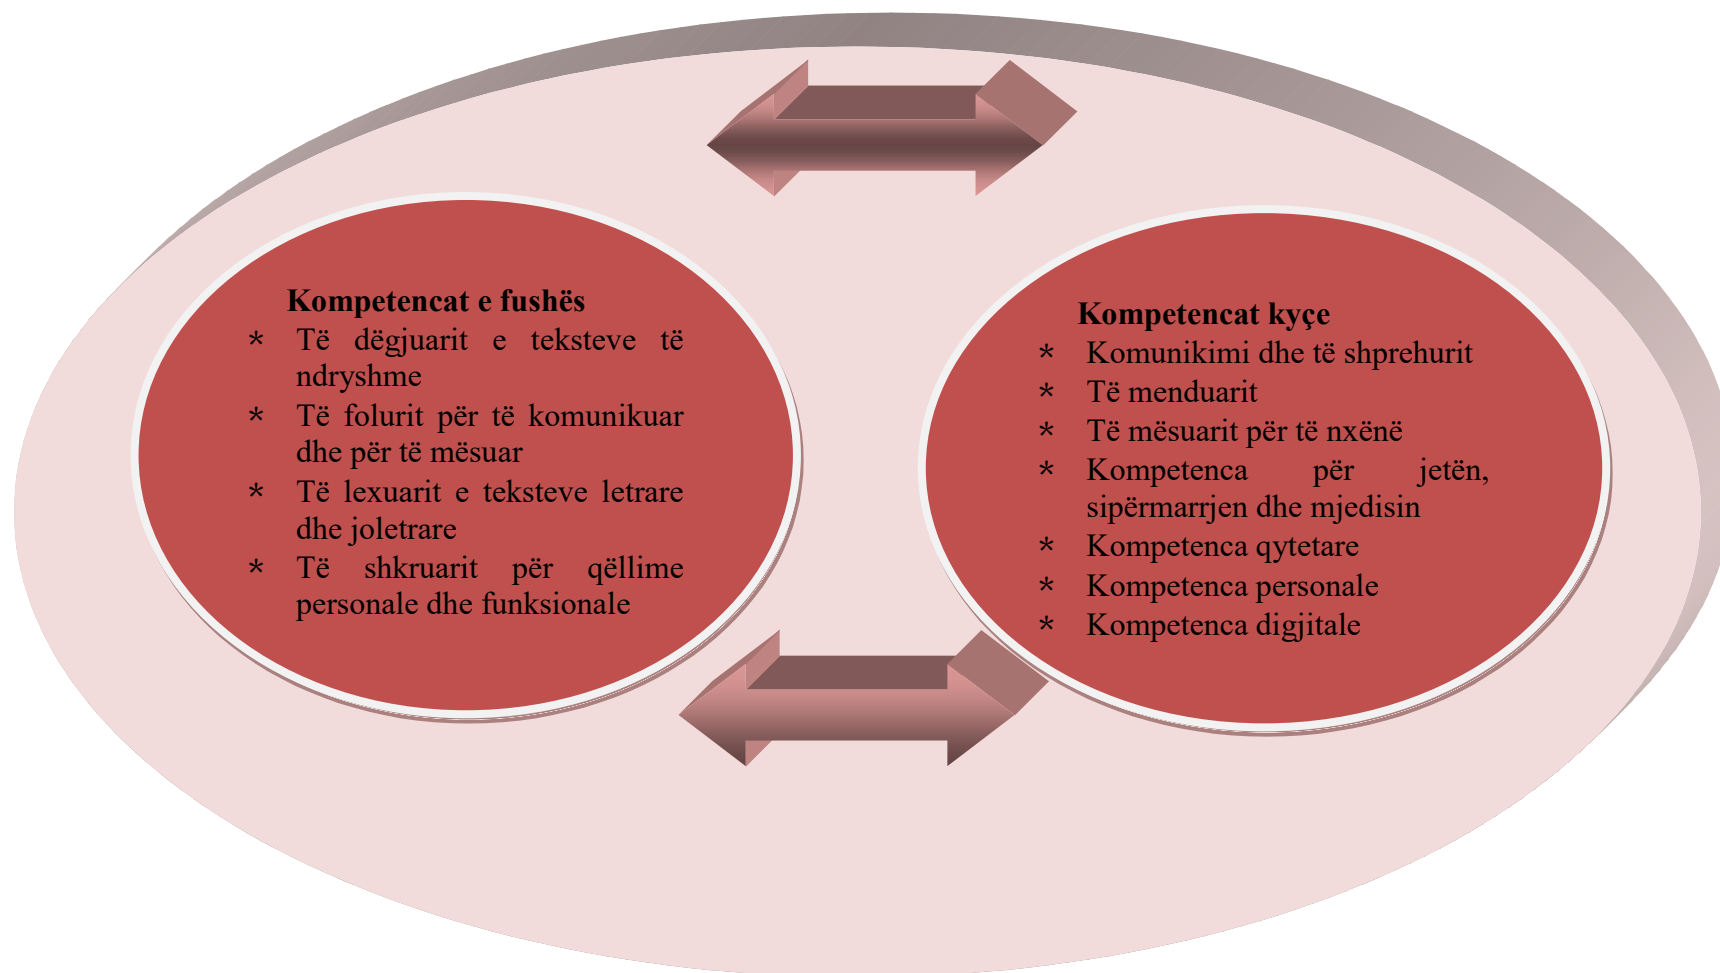 Kompetencat e fushës
* Të dëgjuarit e teksteve të
ndryshme
* Të folurit për të komunikuar
dhe për të mësuar
* Të lexuarit e teksteve letrare
dhe joletrare
* Të shkruarit për qëllime
personale dhe funksionale
Kompetencat kyçe
* Komunikimi dhe të shprehurit
* Të menduarit
* Të mësuarit për të nxënë
* Kompetenca për jetën,
sipërmarrjen dhe mjedisin
* Kompetenca qytetare
* Kompetenca personale
* Kompetenca digjitale